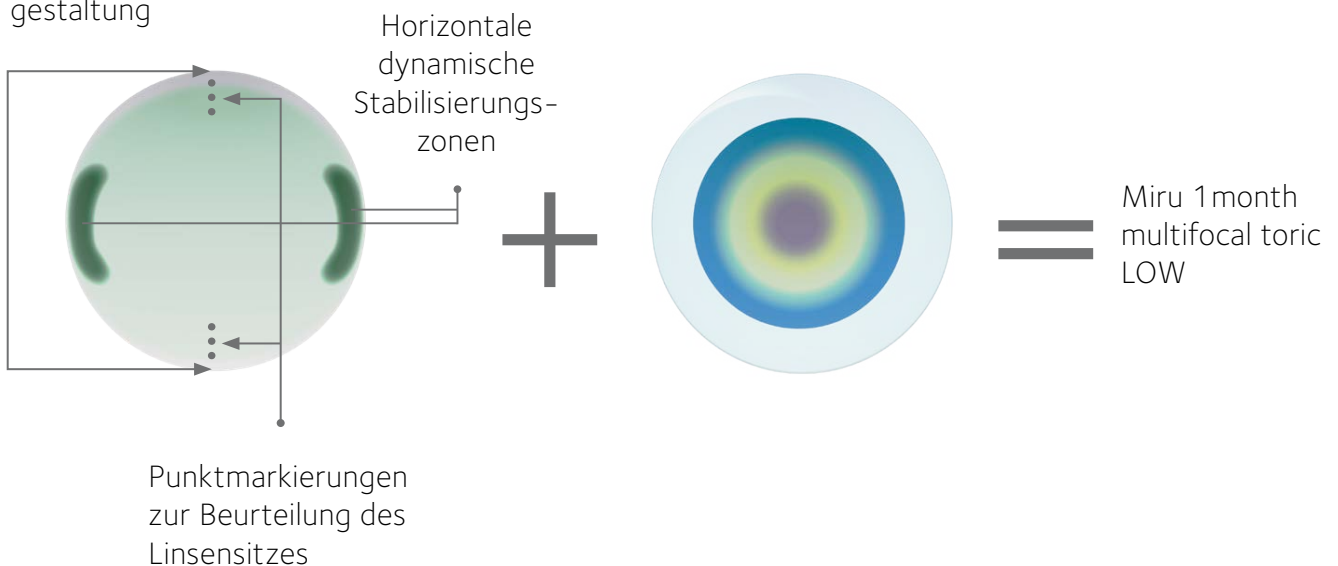 gestaltung
Horizontale
dynamische
Stabilisierungs-
zonen
Miru 1month
multifocal toric
LOW
Punktmarkierungen
zur Beurteilung des
Linsensitzes